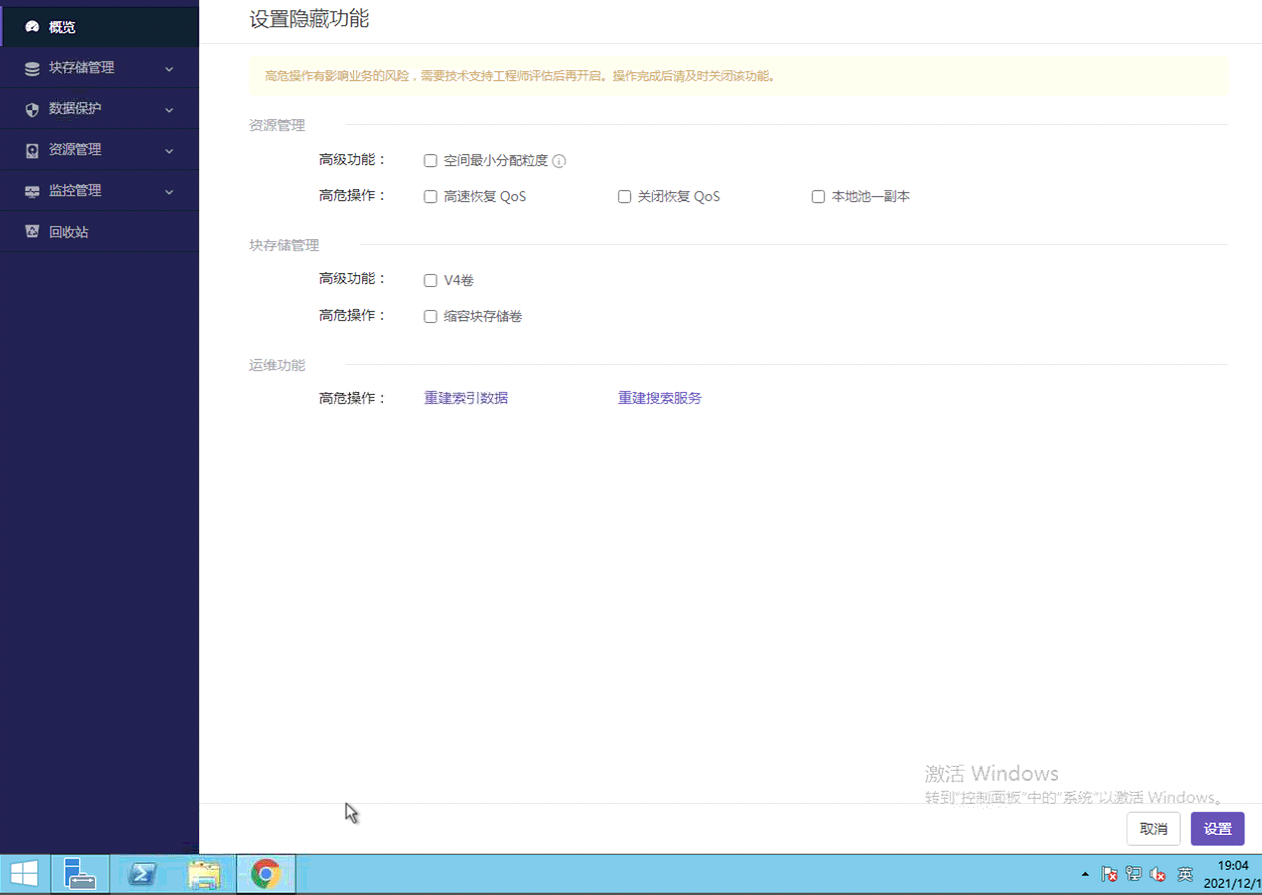 概览
块存储管理
数据保护
资源管理
监控管理
回收站
设置隐藏功能
高危操作有影响业务的风险，需要技术支持工程师评估后再开启。操作完成后请及时关闭该功能。
资源管理
高级功能： 空间最小分配粒度
高危操作： 高速恢复 QoS 关闭恢复 QoS 本地池一副本
块存储管理
高级功能： V4卷
高危操作： 缩容块存储卷
运维功能
高危操作： 重建索引数据 重建搜索服务
激活 Windows
转到"控制面板"中的"系统"以激活 Windows。
取消 设置
英 19:04
2021/12/1